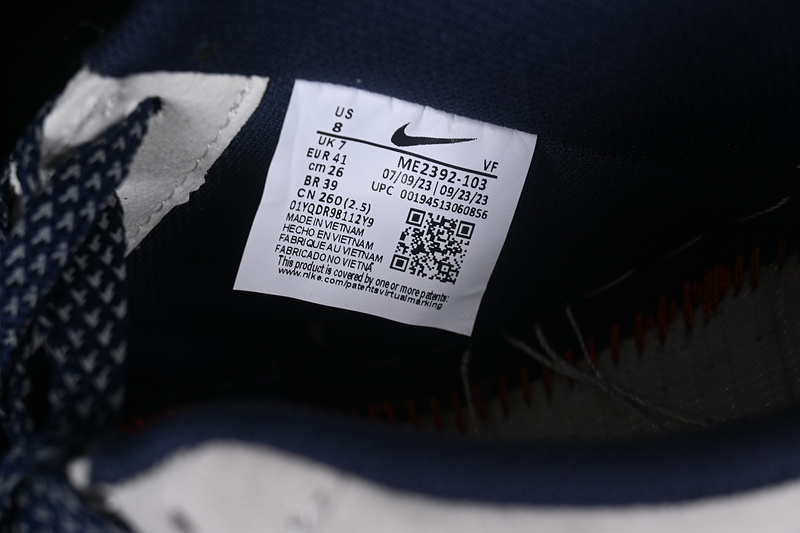 US
8
UK 7
EUR 41
cm 26
BR 39
CN 260(2.5)
01YQDR98112Y9
MADE IN VIETNAM
HECHO EN VIETNAM
FABRIQUE AU VIETNAM
FABRICADO NO VIETNÃ
This product is covered by one or more patents:
www.nike.com/patentsvirtualmarking
VF
ME2392-103
07/09/23 | 09/23/23
UPC 00194513060856